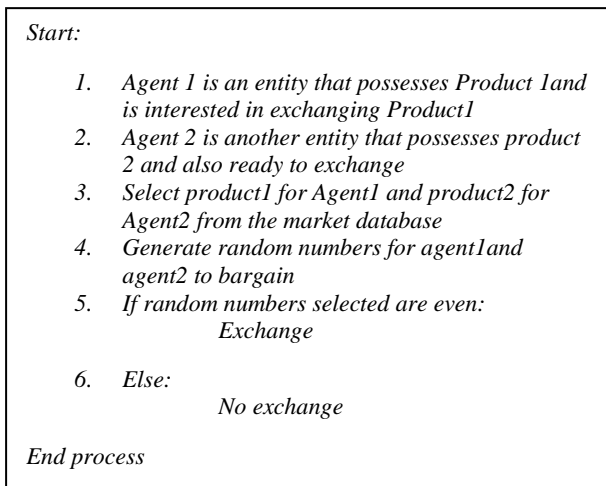 Start:
1. Agent 1 is an entity that possesses Product 1and
is interested in exchanging Product1
2. Agent 2 is another entity that possesses product
2 and also ready to exchange
3. Select product1 for Agent1 and product2 for
Agent2 from the market database
4. Generate random numbers for agent1and
agent2 to bargain
5. If random numbers selected are even:
Exchange
6. Else:
No exchange
End process